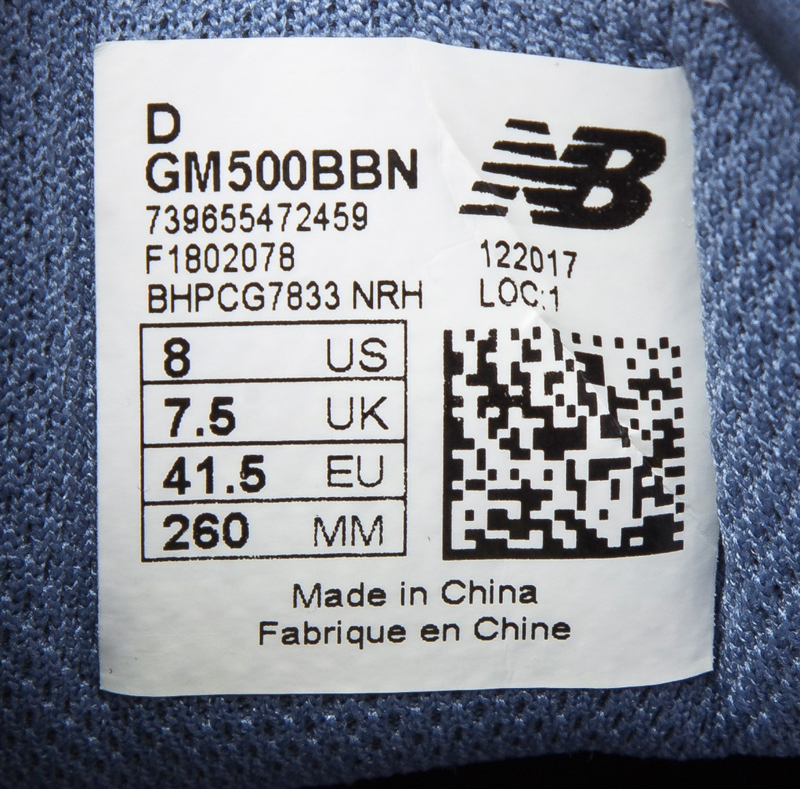 D
GM500BBN
739655472459
F1802078
BHPCG7833 NRH
NB
122017
LOC:1
8 US
7.5 UK
41.5 EU
260 MM
Made in China
Fabrique en Chine